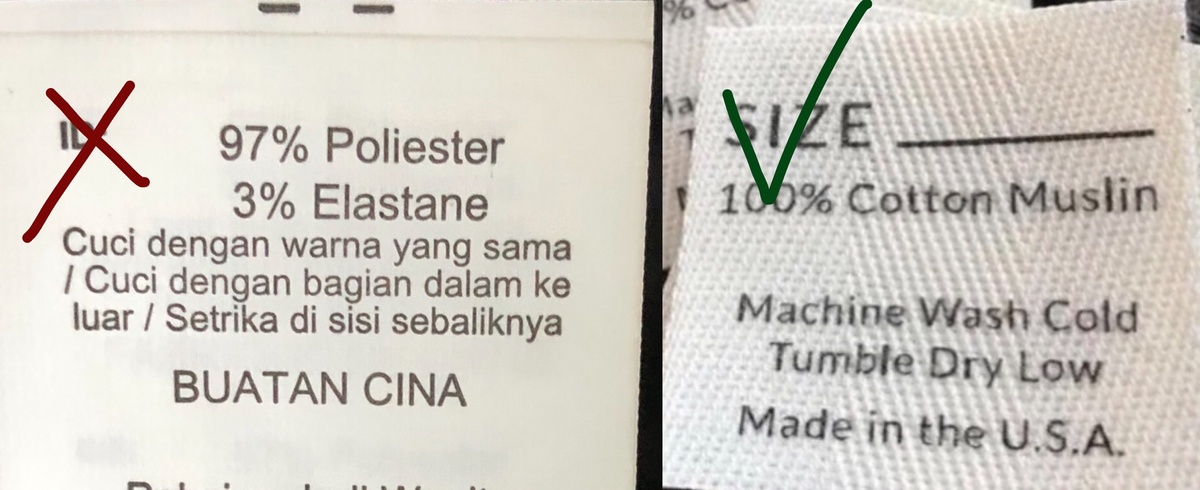 ID
97% Poliester
3% Elastane
Cuci dengan warna yang sama
/ Cuci dengan bagian dalam ke
luar / Setrika di sisi sebaliknya
BUATAN CINA
SIZE
100% Cotton Muslin
Machine Wash Cold
Tumble Dry Low
Made in the U.S.A.